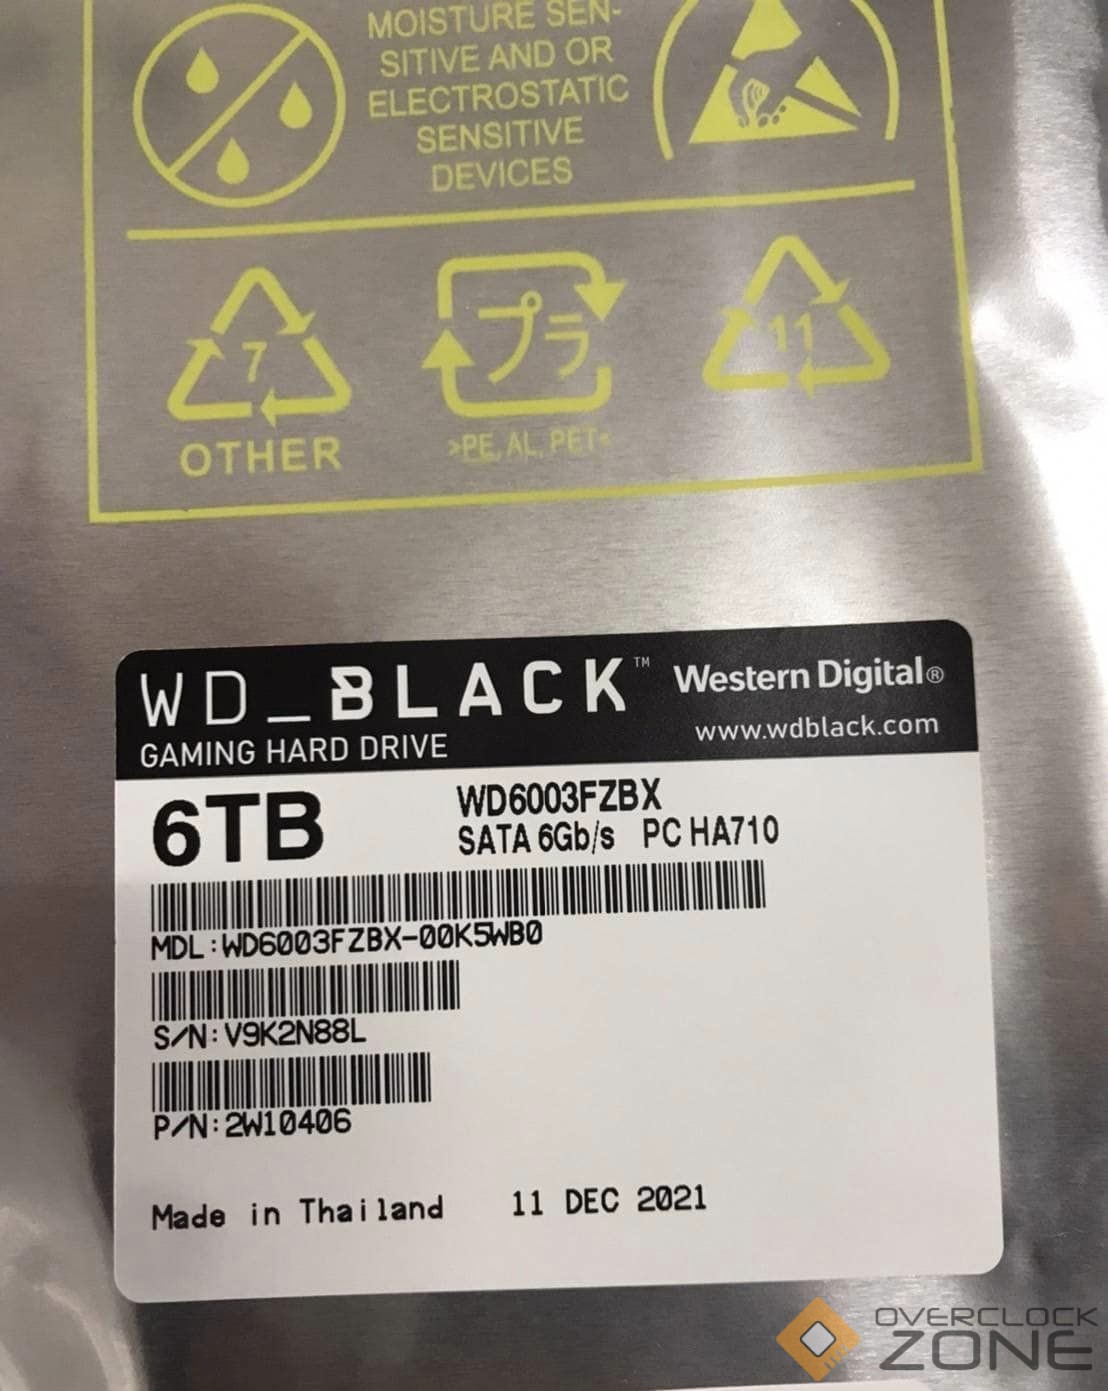 MOISTURE SEN-
SITIVE AND OR
ELECTROSTATIC
SENSITIVE
DEVICES
7
OTHER
プラ
>PE, AL, PET<
11
WD_BLACK™
GAMING HARD DRIVE
Western Digital®
www.wdblack.com
6TB
WD6003FZBX
SATA 6Gb/s PC HA710
MDL:WD6003FZBX-00K5WB0
S/N:V9K2N88L
P/N:2W10406
Made in Thailand 11 DEC 2021
OVERCLOCK
ZONE